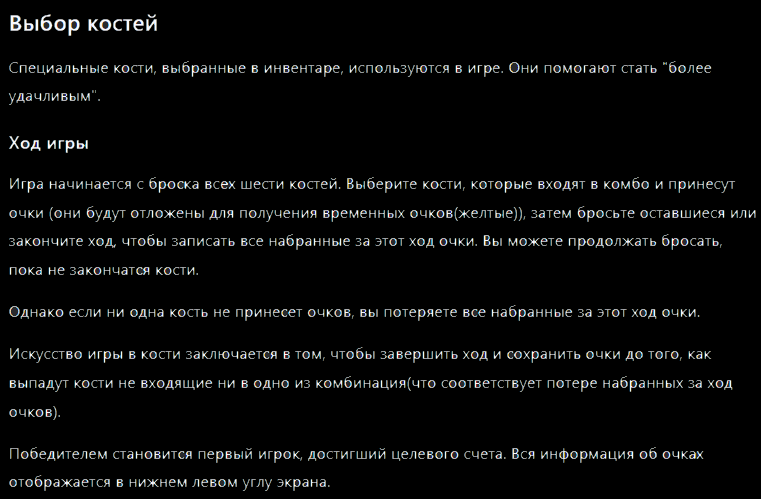 Выбор костей
Специальные кости, выбранные в инвентаре, используются в игре. Они помогают стать "более
удачливым".
Ход игры
Игра начинается с броска всех шести костей. Выберите кости, которые входят в комбо и принесут
очки (они будут отложены для получения временных очков(желтые)), затем бросьте оставшиеся или
закончите ход, чтобы записать все набранные за этот ход очки. Вы можете продолжать бросать,
пока не закончатся кости.
Однако если ни одна кость не принесет очков, вы потеряете все набранные за этот ход очки.
Искусство игры в кости заключается в том, чтобы завершить ход и сохранить очки до того, как
выпадут кости не входящие ни в одно из комбинация(что соответствует потере набранных за ход
очков).
Победителем становится первый игрок, достигший целевого счета. Вся информация об очках
отображается в нижнем левом углу экрана.